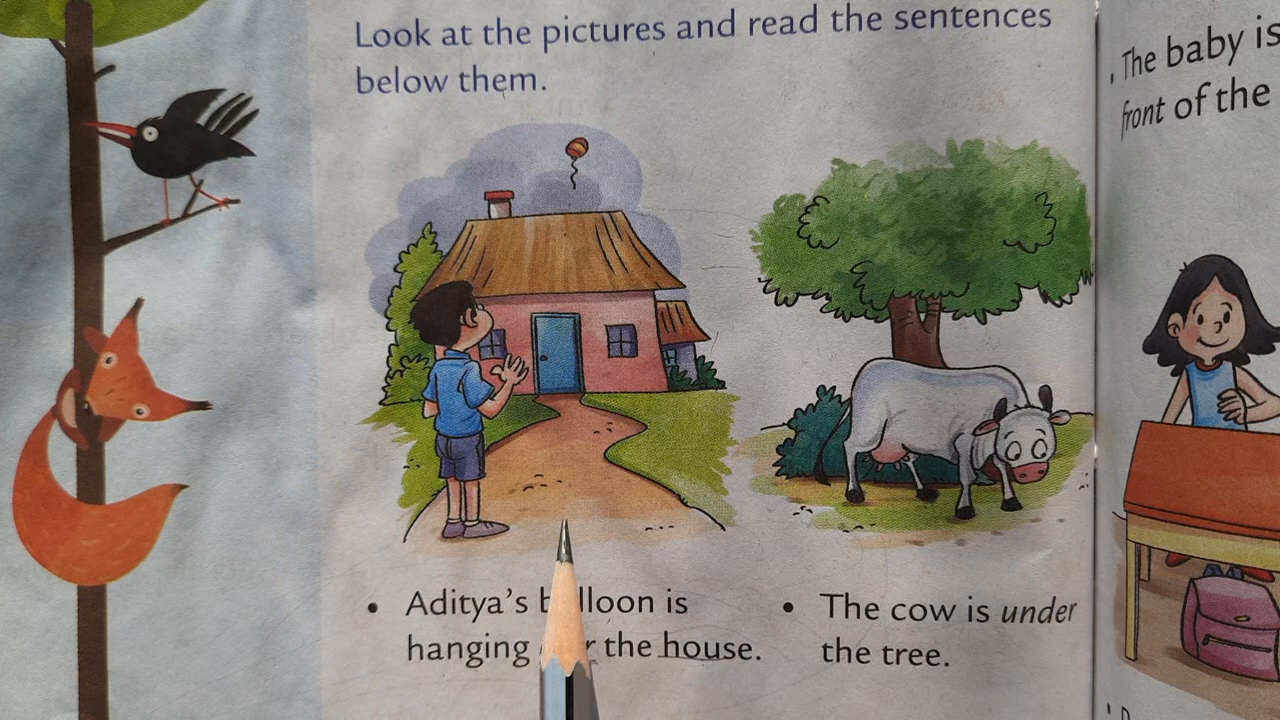 Look at the pictures and read the sentences
below them.
Aditya's is
hanging the house.
• The cow is under
the tree.
The baby is
front of the